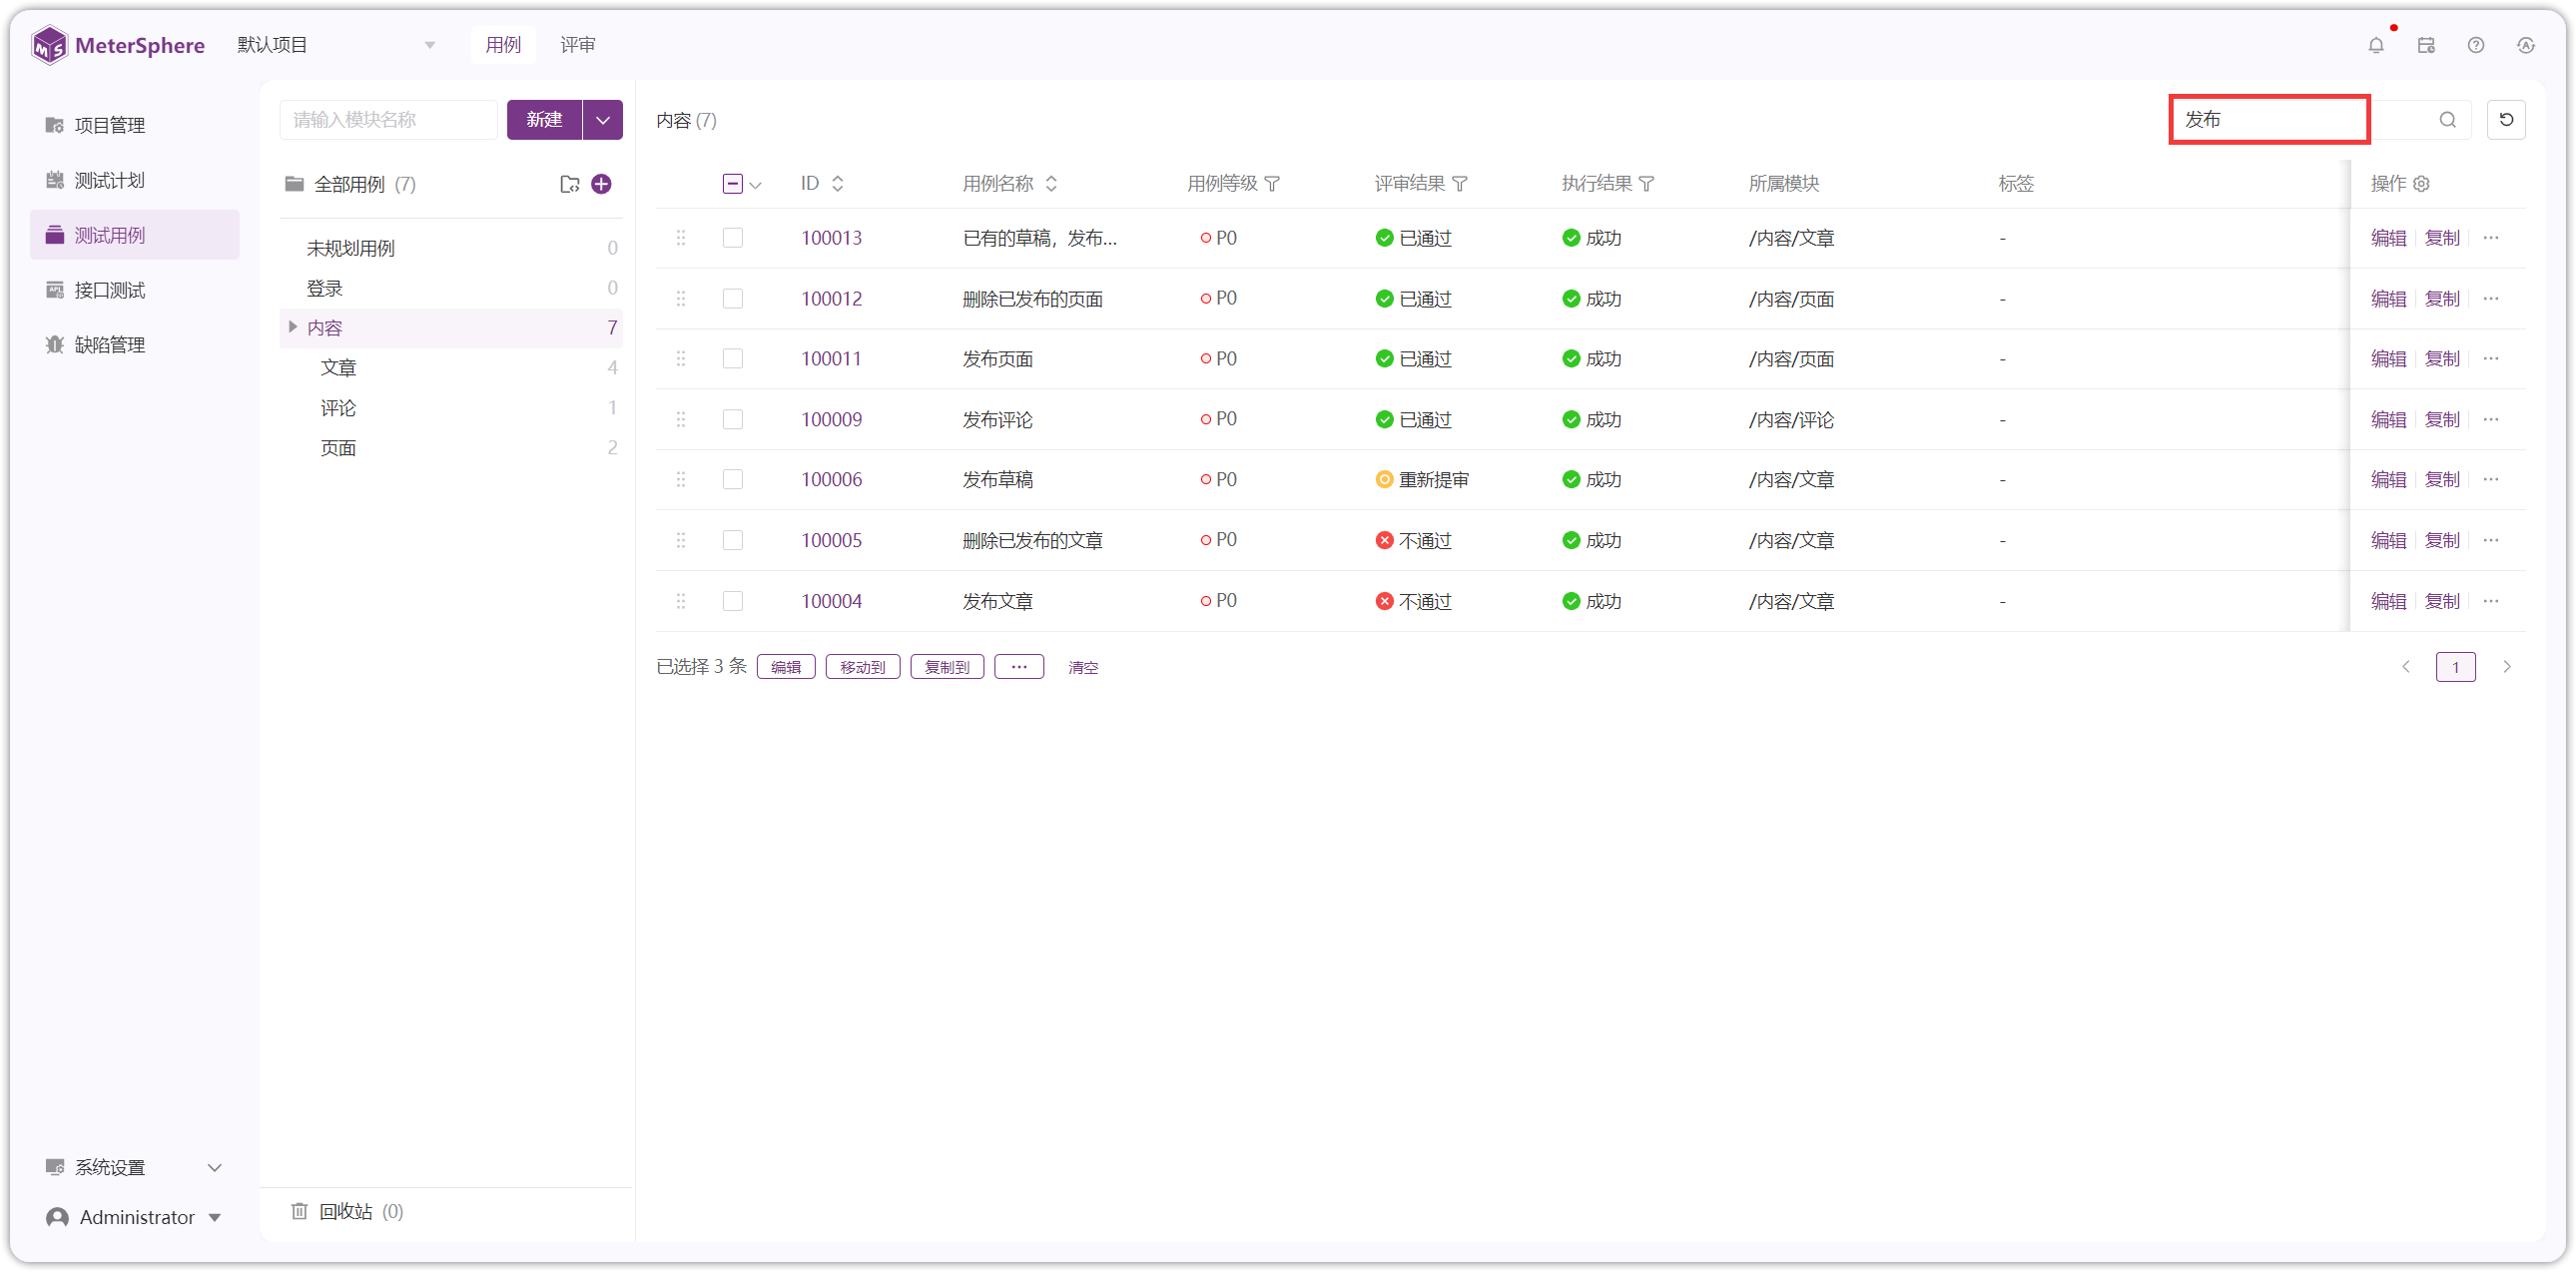 MeterSphere
默认项目
用例
评审
项目管理
测试计划
测试用例
接口测试
缺陷管理
系统设置
Administrator
请输入模块名称
新建
全部用例 (7)
未规划用例 0
登录 0
内容 7
文章 4
评论 1
页面 2
回收站 (0)
内容 (7)
发布
ID 用例名称 用例等级 评审结果 执行结果 所属模块 标签 操作
100013 已有的草稿，发布... P0 已通过 成功 /内容/文章 - 编辑 复制 ···
100012 删除已发布的页面 P0 已通过 成功 /内容/页面 - 编辑 复制 ···
100011 发布页面 P0 已通过 成功 /内容/页面 - 编辑 复制 ···
100009 发布评论 P0 已通过 成功 /内容/评论 - 编辑 复制 ···
100006 发布草稿 P0 重新提审 成功 /内容/文章 - 编辑 复制 ···
100005 删除已发布的文章 P0 不通过 成功 /内容/文章 - 编辑 复制 ···
100004 发布文章 P0 不通过 成功 /内容/文章 - 编辑 复制 ···
已选择 3 条 编辑 移动到 复制到 ··· 清空
1